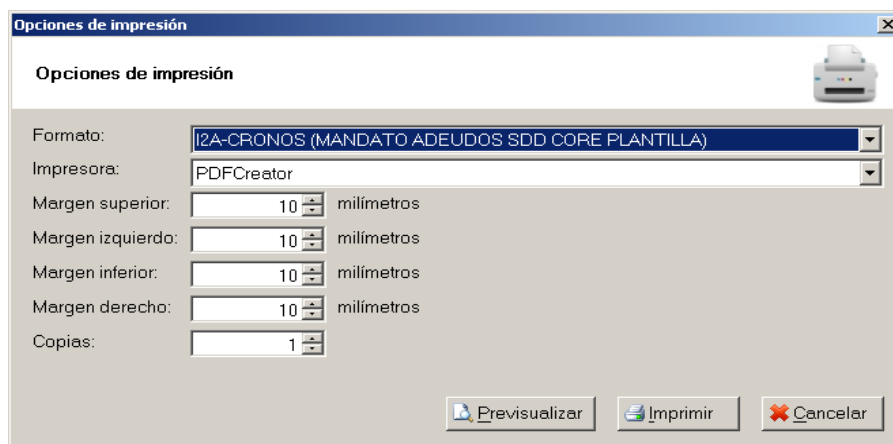 Opciones de impresión
Opciones de impresión
Formato: I2A-CRONOS (MANDATO ADEUDOS SDD CORE PLANTILLA)
Impresora: PDFCreator
Margen superior: 10 milímetros
Margen izquierdo: 10 milímetros
Margen inferior: 10 milímetros
Margen derecho: 10 milímetros
Copias: 1
Previsualizar Imprimir Cancelar